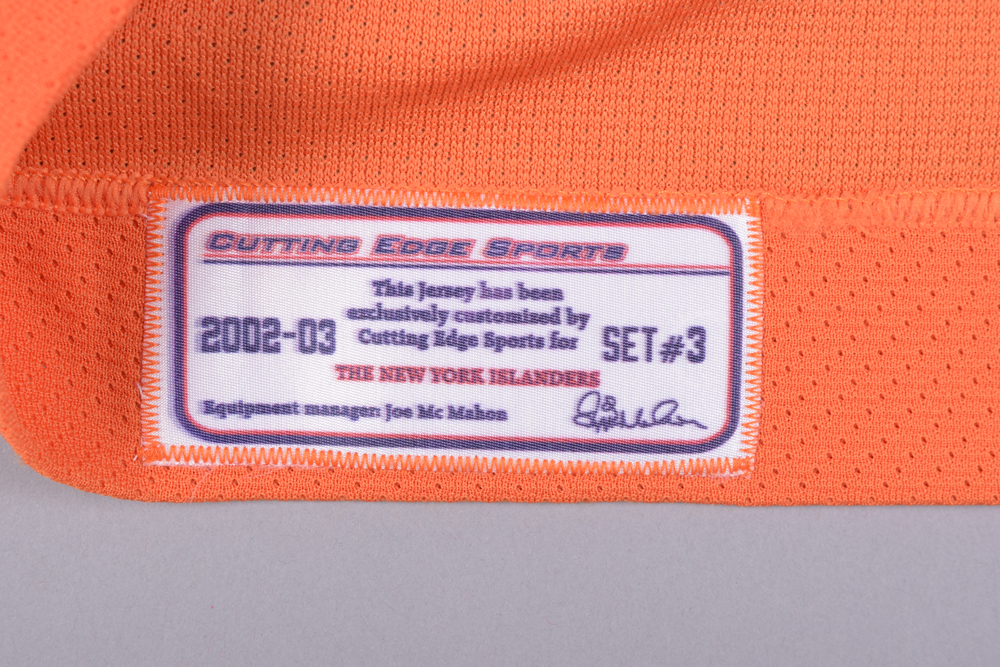 CUTTING EDGE SPORTS
This Jersey has been
exclusively customized by
2002-03 Cutting Edge Sports for SET #3
THE NEW YORK ISLANDERS
Equipment manager: Joe Mc Mahon